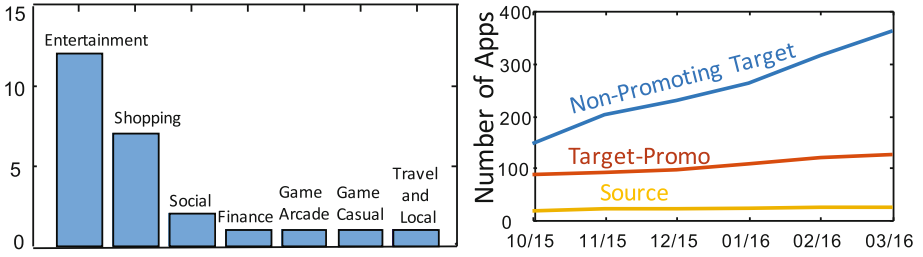 15
10
5
0
Entertainment
Shopping
Social
Finance
Game
Arcade
Game
Casual
Travel
and
Local
Number of Apps
400
300
200
100
0
Non-Promoting Target
Target-Promo
Source
10/15 11/15 12/15 01/16 02/16 03/16